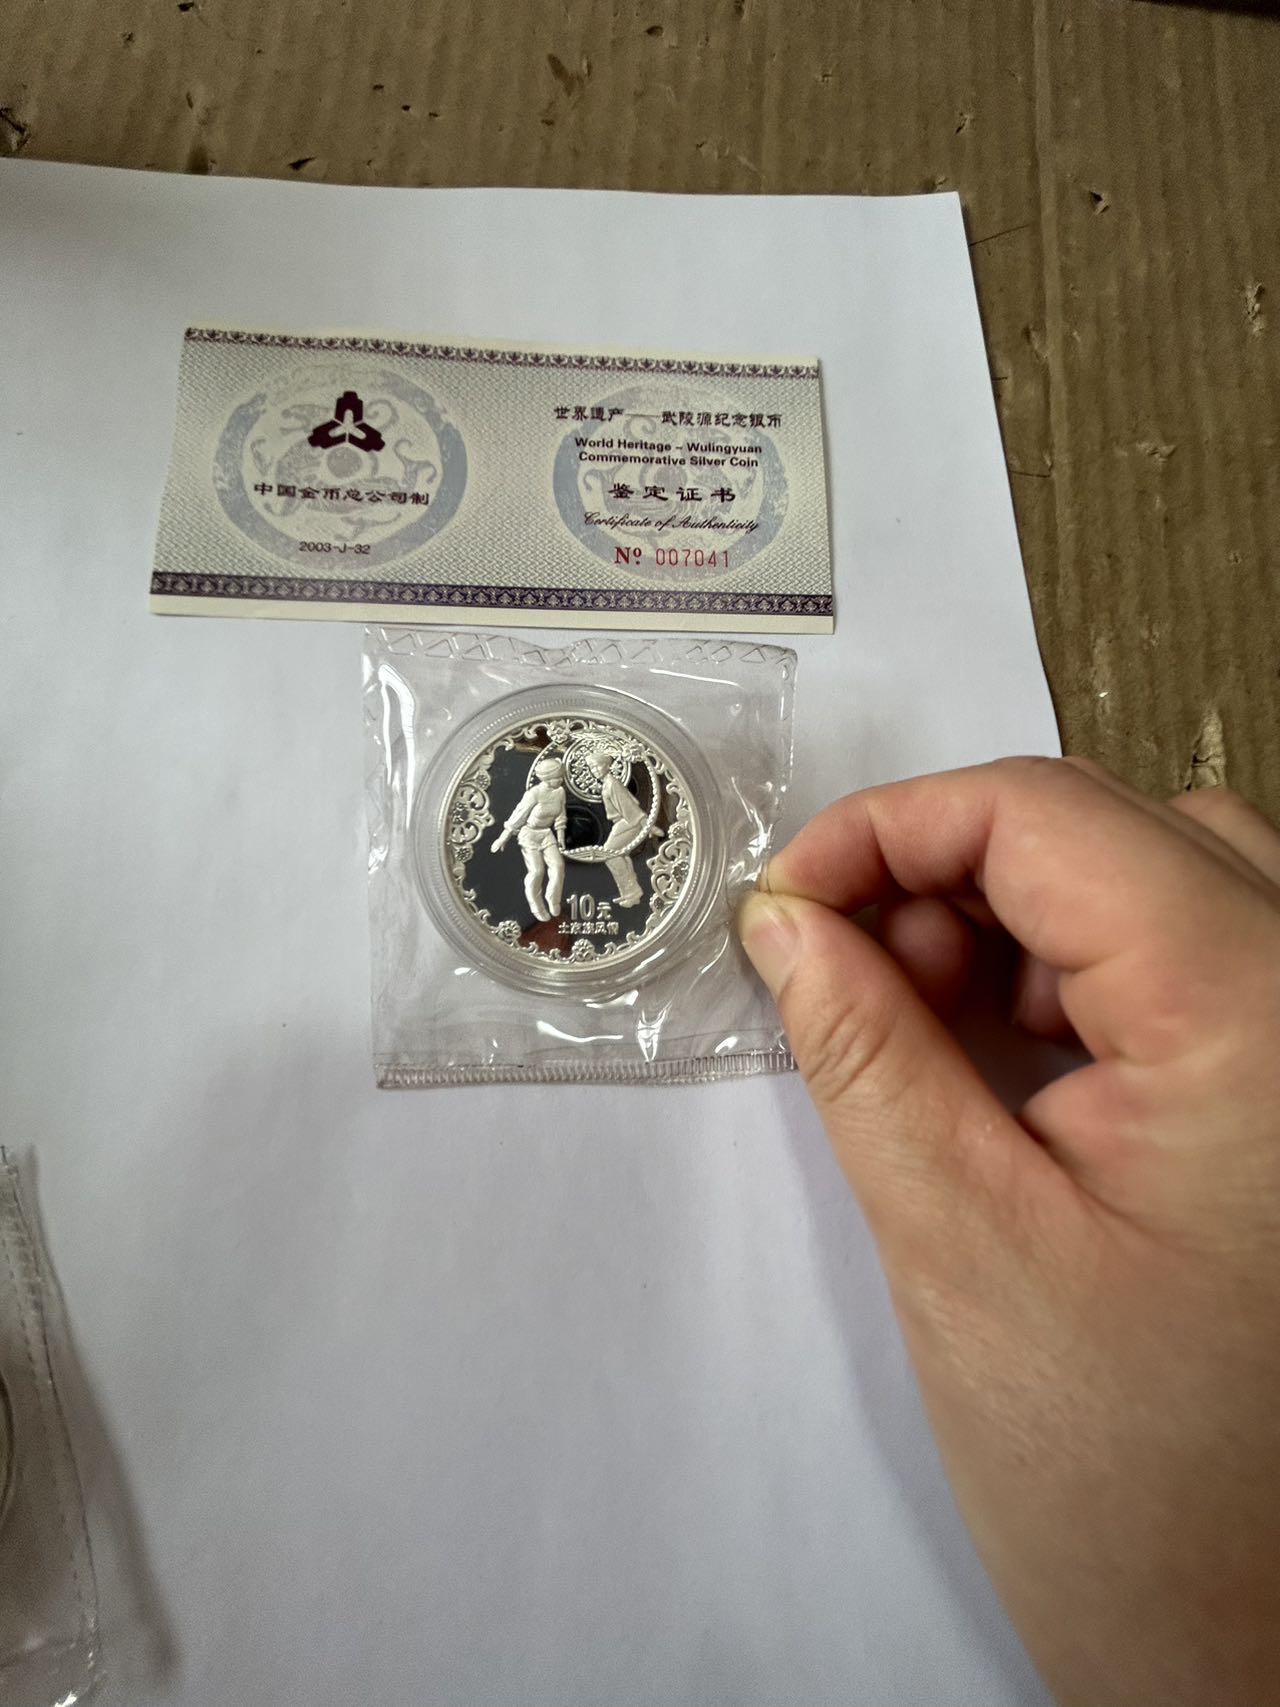 中国金币总公司制
2003-J-32
世界遗产——武陵源纪念银币
World Heritage – Wulingyuan
Commemorative Silver Coin
鉴定证书
Certificate of Authenticity
Nº 007041
10元
土家族风情